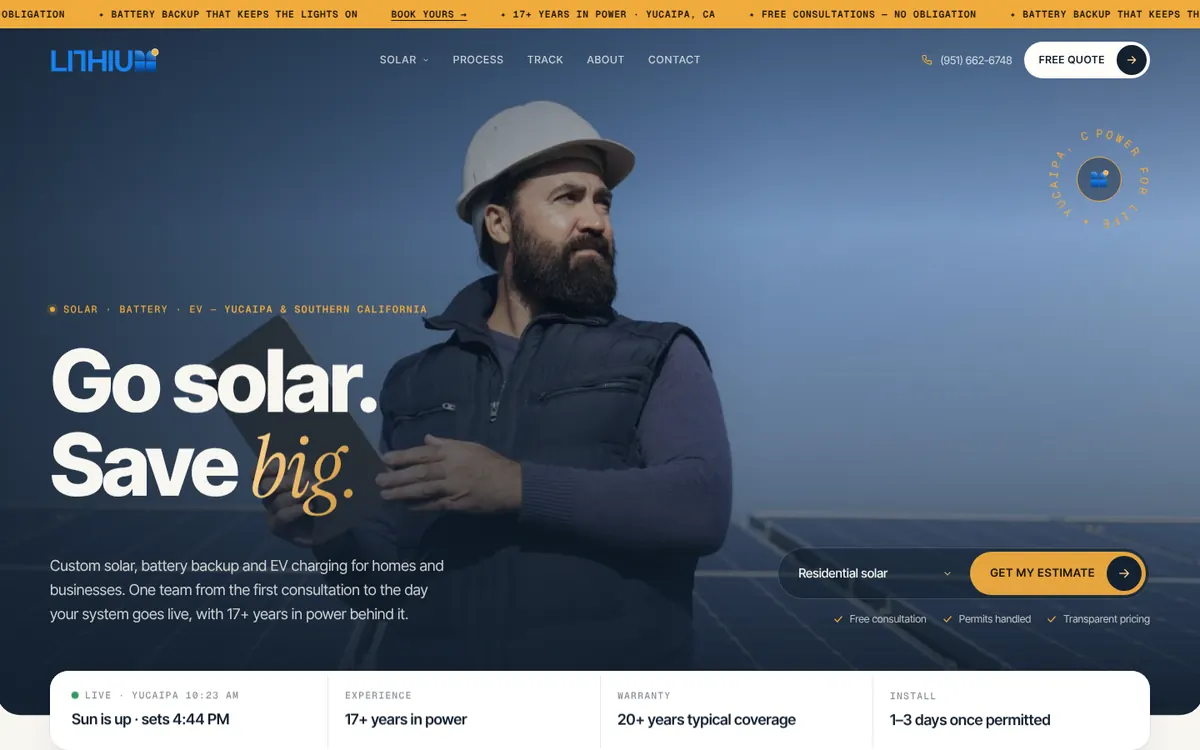 OBLIGATION ✦ BATTERY BACKUP THAT KEEPS THE LIGHTS ON BOOK YOURS → ✦ 17+ YEARS IN POWER · YUCAIPA, CA ✦ FREE CONSULTATIONS — NO OBLIGATION ✦ BATTERY BACKUP THAT KEEPS TH
LITHIUM
SOLAR PROCESS TRACK ABOUT CONTACT
(951) 662-6748
FREE QUOTE →
POWER FOR LIFE ✦ YUCAIPA, C
SOLAR · BATTERY · EV — YUCAIPA & SOUTHERN CALIFORNIA
Go solar.
Save big.
Custom solar, battery backup and EV charging for homes and
businesses. One team from the first consultation to the day
your system goes live, with 17+ years in power behind it.
Residential solar
GET MY ESTIMATE →
✓ Free consultation ✓ Permits handled ✓ Transparent pricing
LIVE · YUCAIPA 10:23 AM
Sun is up · sets 4:44 PM
EXPERIENCE
17+ years in power
WARRANTY
20+ years typical coverage
INSTALL
1–3 days once permitted